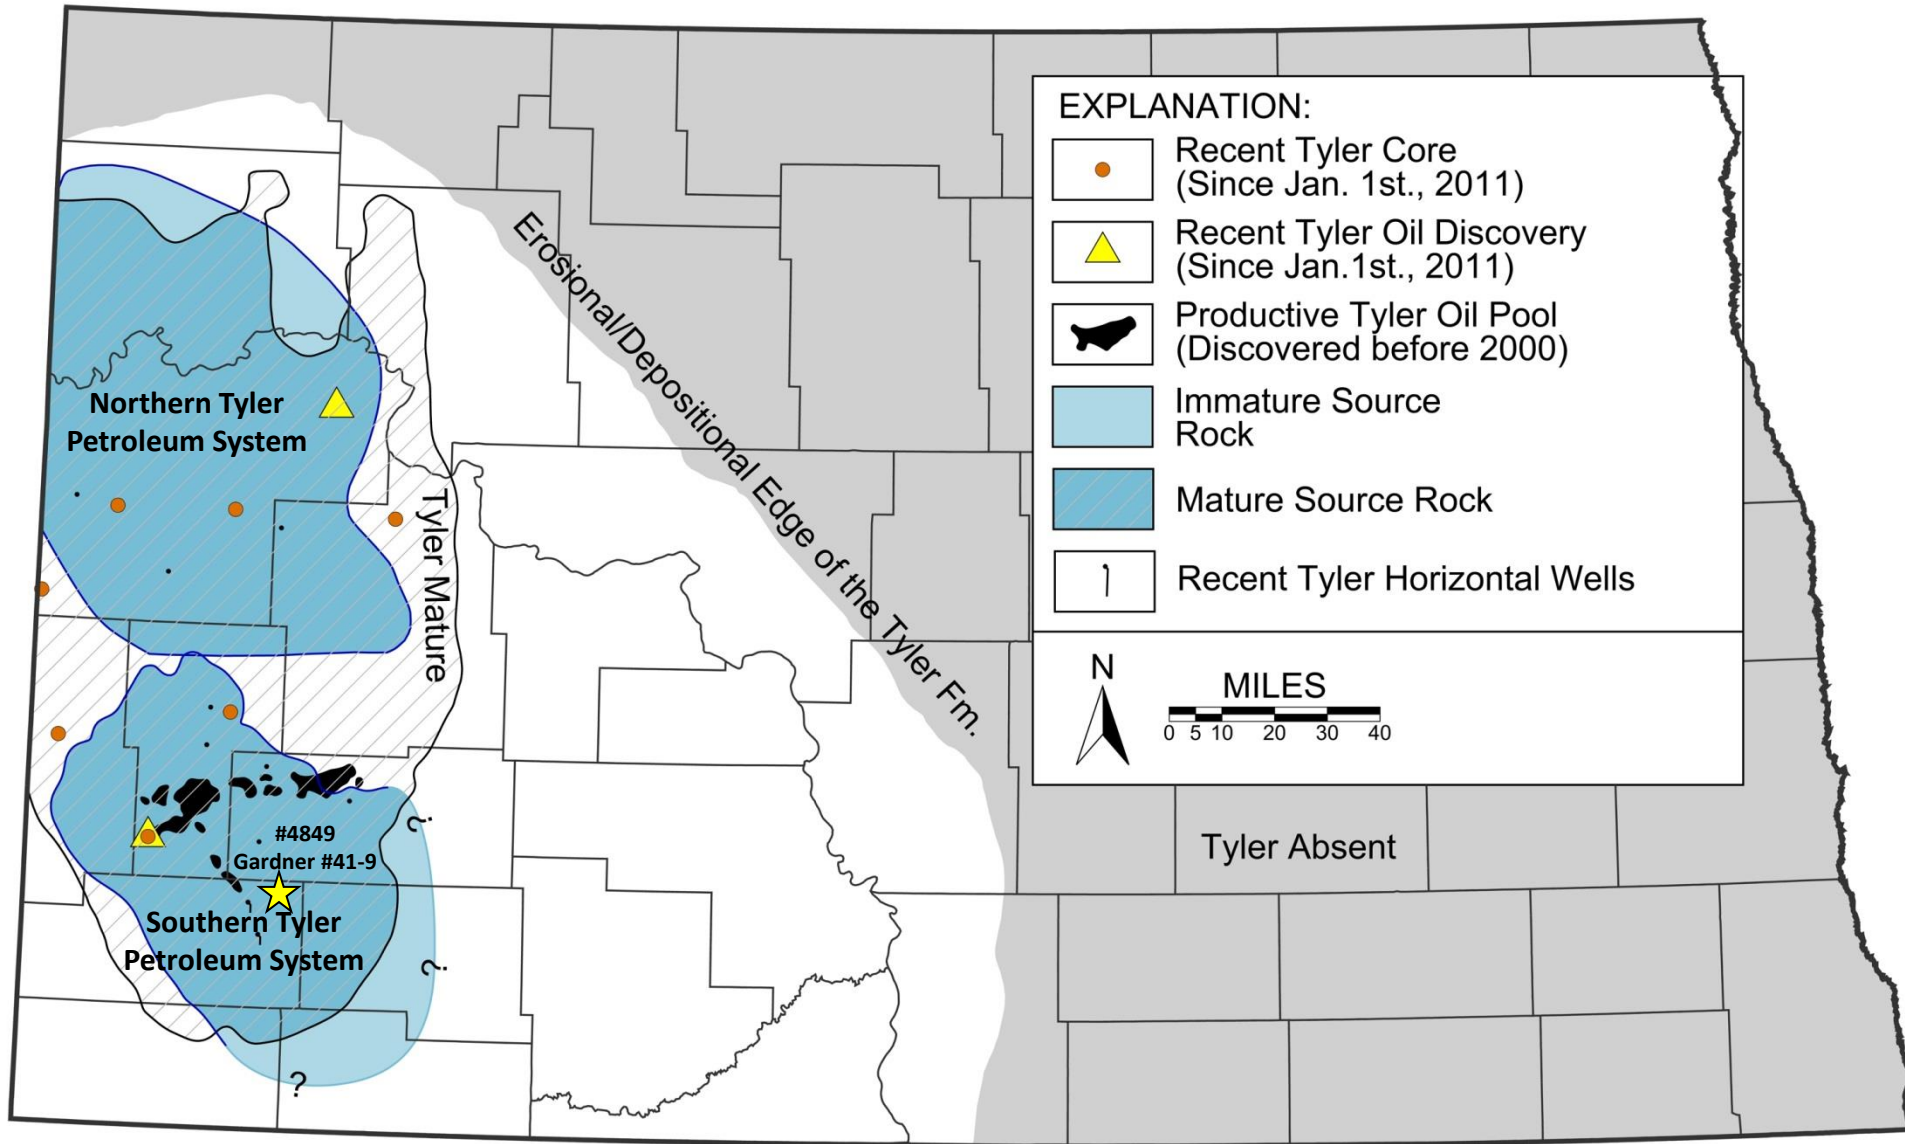 EXPLANATION:
Recent Tyler Core
(Since Jan. 1st., 2011)
Recent Tyler Oil Discovery
(Since Jan.1st., 2011)
Productive Tyler Oil Pool
(Discovered before 2000)
Immature Source
Rock
Mature Source Rock
Recent Tyler Horizontal Wells
N
MILES
0 5 10 20 30 40
Erosional/Depositional Edge of the Tyler Fm.
Northern Tyler
Petroleum System
Tyler Mature
#4849
Gardner #41-9
Southern Tyler
Petroleum System
?
?
?
Tyler Absent